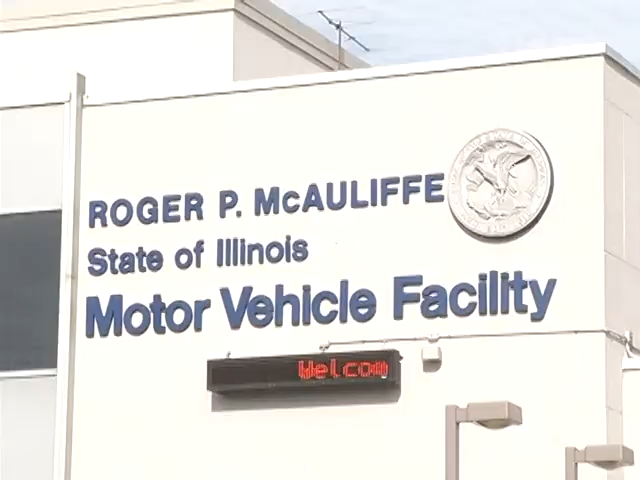 ROGER P. McAULIFFE
State of Illinois
Motor Vehicle Facility
Welcom